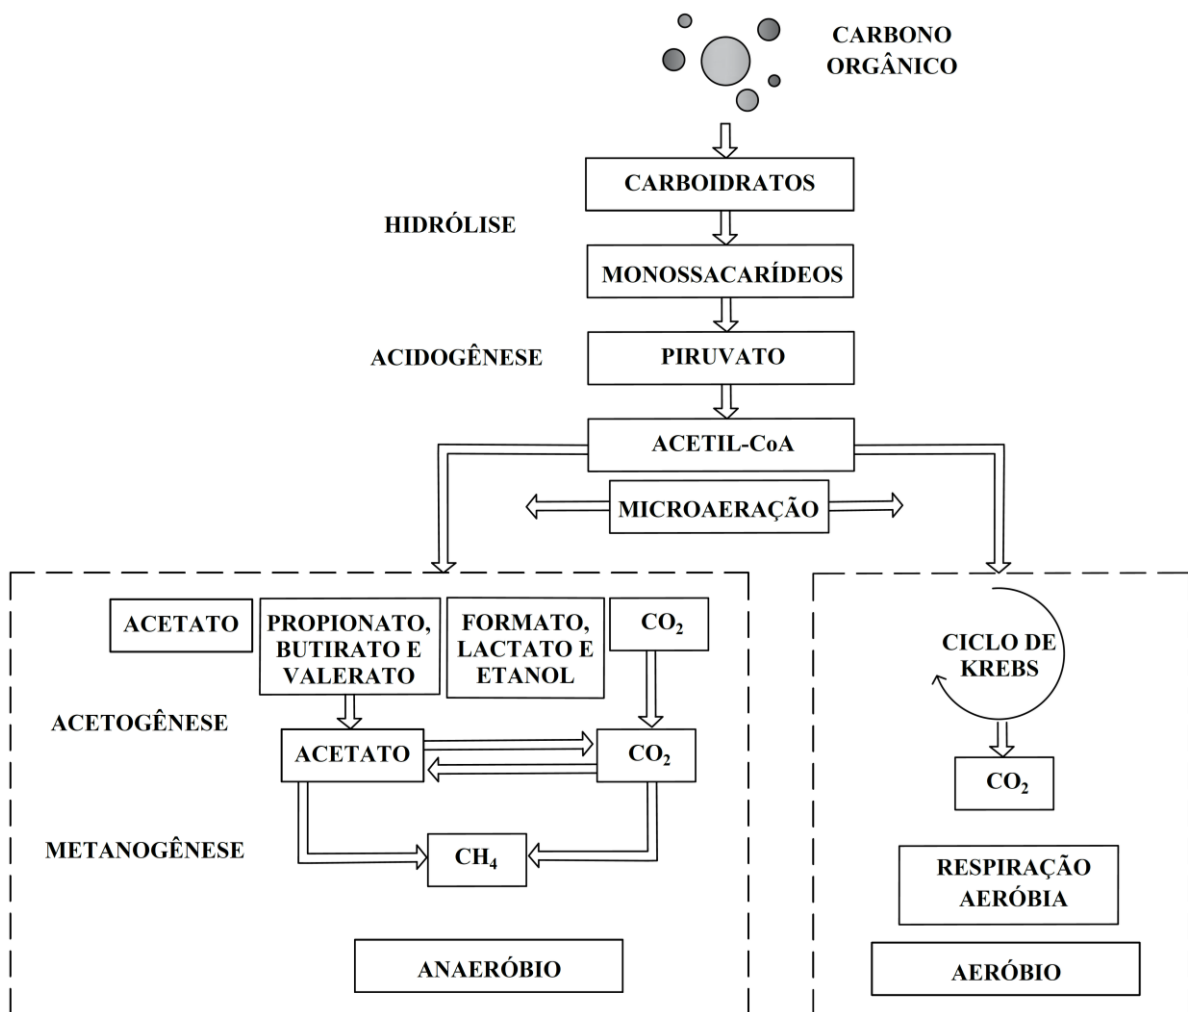 CARBONO
ORGÂNICO
CARBOIDRATOS
HIDRÓLISE
MONOSSACARÍDEOS
ACIDOGÊNESE
PIRUVATO
ACETIL-CoA
MICROAERAÇÃO
ACETATO
PROPIONATO,
BUTIRATO E
VALERATO
FORMATO,
LACTATO E
ETANOL
CO₂
CICLO DE
KREBS
ACETOGÊNESE
ACETATO
CO₂
CO₂
METANOGÊNESE
CH₄
RESPIRAÇÃO
AERÓBIA
ANAERÓBIO
AERÓBIO